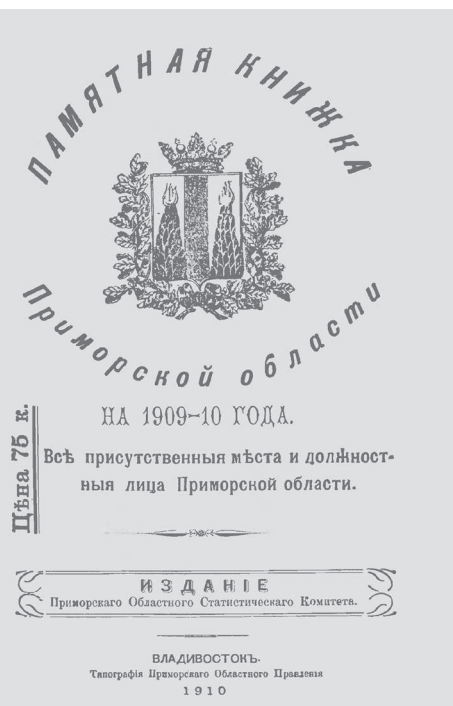 ПАМЯТНАЯ КНИЖКА
Приморской области
НА 1909-10 ГОДА.
Цѣна 75 к.
Всѣ присутственныя мѣста и должност-
ныя лица Приморской области.
ИЗДАНІЕ
Приморскаго Областного Статистическаго Комитета.
ВЛАДИВОСТОКЪ.
Типографія Приморскаго Областного Правленія
1910